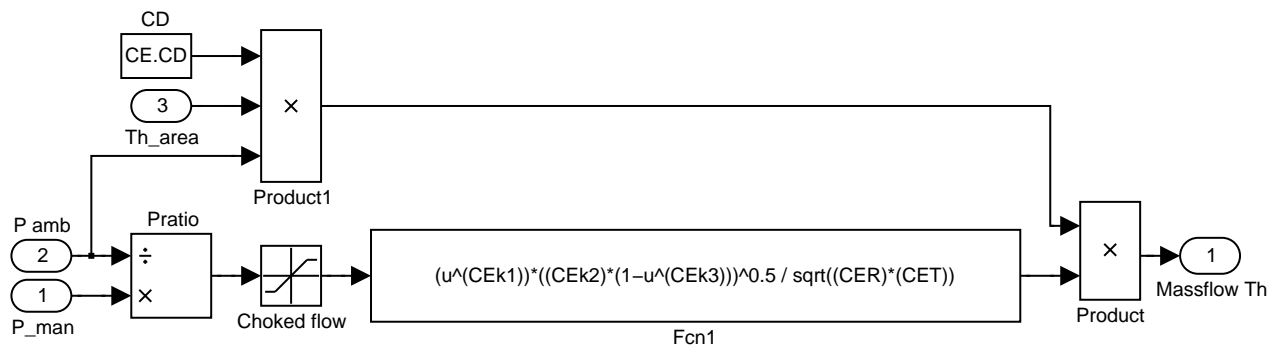 CD
CE.CD
3
Th_area
×
Product1
P amb
2
1
P_man
Pratio
÷
×
Choked flow
(u^(CEk1))*((CEk2)*(1−u^(CEk3)))^0.5 / sqrt((CER)*(CET))
Fcn1
×
Product
1
Massflow Th